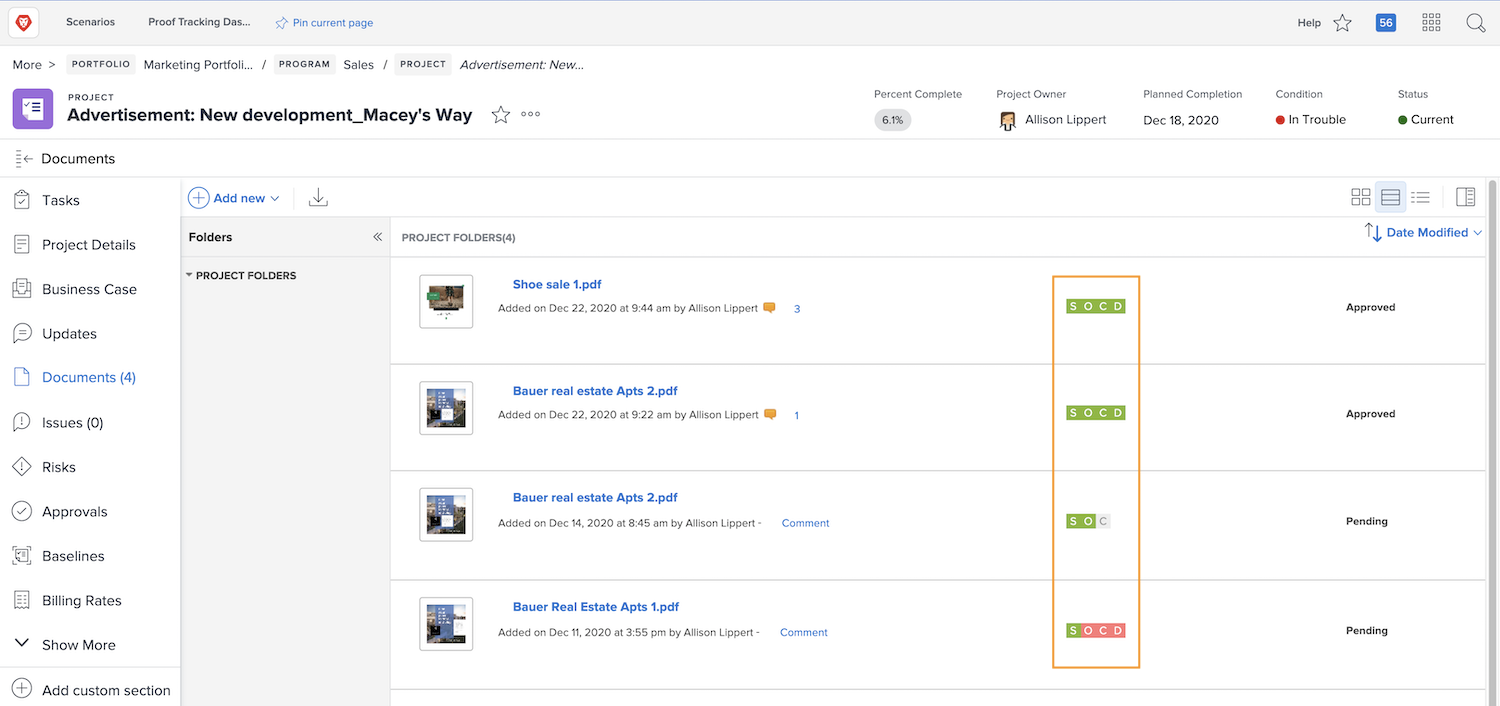 Scenarios Proof Tracking Das... Pin current page Help 56
More > PORTFOLIO Marketing Portfoli... / PROGRAM Sales / PROJECT Advertisement: New...
PROJECT
Advertisement: New development_Macey's Way
Percent Complete Project Owner Planned Completion Condition Status
6.1% Allison Lippert Dec 18, 2020 In Trouble Current
Documents
Tasks
Project Details
Business Case
Updates
Documents (4)
Issues (0)
Risks
Approvals
Baselines
Billing Rates
Show More
Add custom section
Add new
Folders
PROJECT FOLDERS
PROJECT FOLDERS(4)
Date Modified
Shoe sale 1.pdf
Added on Dec 22, 2020 at 9:44 am by Allison Lippert 3
S O C D
Approved
Bauer real estate Apts 2.pdf
Added on Dec 22, 2020 at 9:22 am by Allison Lippert 1
S O C D
Approved
Bauer real estate Apts 2.pdf
Added on Dec 14, 2020 at 8:45 am by Allison Lippert - Comment
S O C
Pending
Bauer Real Estate Apts 1.pdf
Added on Dec 11, 2020 at 3:55 pm by Allison Lippert - Comment
S O C D
Pending